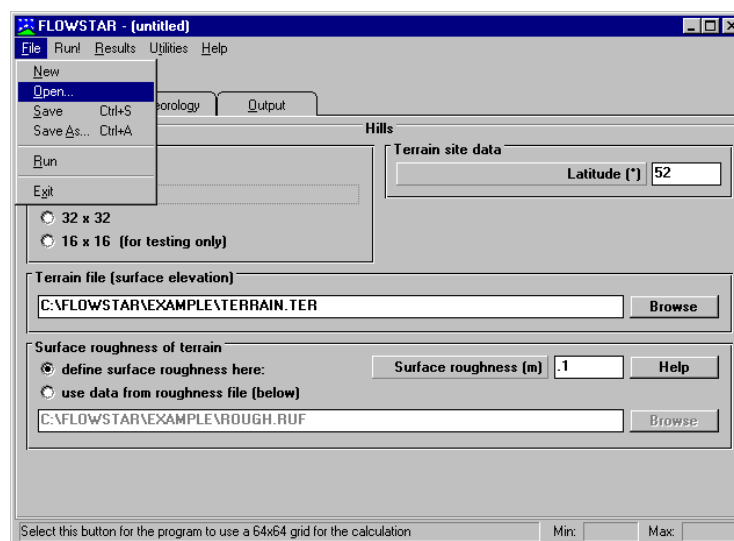 FLOWSTAR - (untitled)
File Run! Results Utilities Help
New
Open...
Save Ctrl+S
Save As... Ctrl+A
Run
Exit
Output
Hills
Terrain site data
Latitude (°) 52
32 x 32
16 x 16 (for testing only)
Terrain file (surface elevation)
C:\FLOWSTAR\EXAMPLE\TERRAIN.TER Browse
Surface roughness of terrain
define surface roughness here: Surface roughness (m) .1 Help
use data from roughness file (below)
C:\FLOWSTAR\EXAMPLE\ROUGH.RUF Browse
Select this button for the program to use a 64x64 grid for the calculation Min: Max: